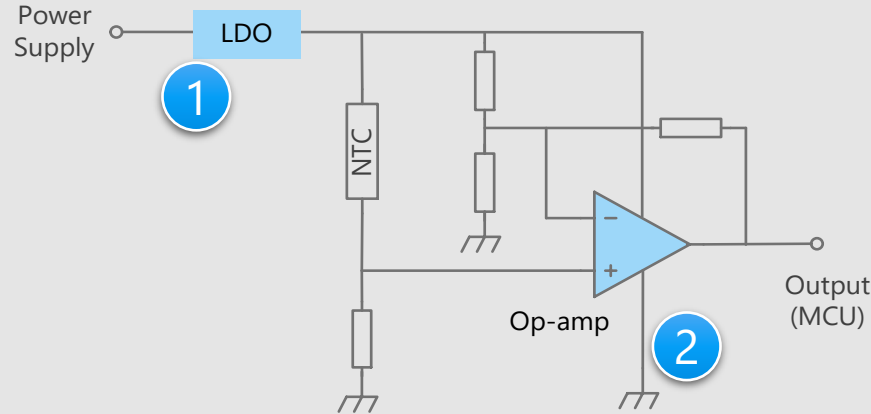 Power
Supply
LDO
1
NTC
−
+
Op-amp
2
Output
(MCU)